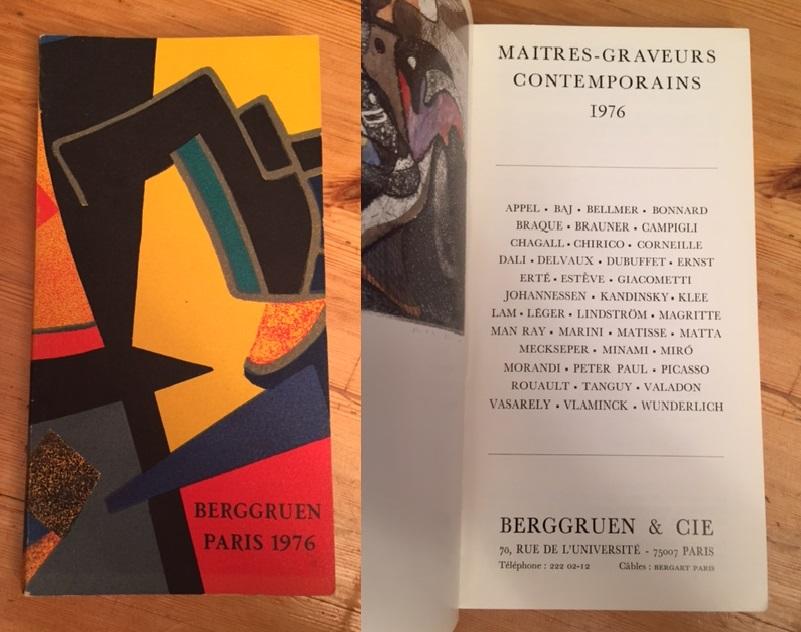 BERGGRUEN
PARIS 1976
MAITRES-GRAVEURS
CONTEMPORAINS
1976
APPEL • BAJ • BELLMER • BONNARD
BRAQUE • BRAUNER • CAMPIGLI
CHAGALL • CHIRICO • CORNEILLE
DALI • DELVAUX • DUBUFFET • ERNST
ERTÉ • ESTÈVE • GIACOMETTI
JOHANNESSEN • KANDINSKY • KLEE
LAM • LÉGER • LINDSTRÖM • MAGRITTE
MAN RAY • MARINI • MATISSE • MATTA
MECKSEPER • MINAMI • MIRÓ
MORANDI • PETER PAUL • PICASSO
ROUAULT • TANGUY • VALADON
VASARELY • VLAMINCK • WUNDERLICH
BERGGRUEN & CIE
70, RUE DE L'UNIVERSITÉ - 75007 PARIS
Téléphone : 222 02-12 Câbles : BERGART PARIS